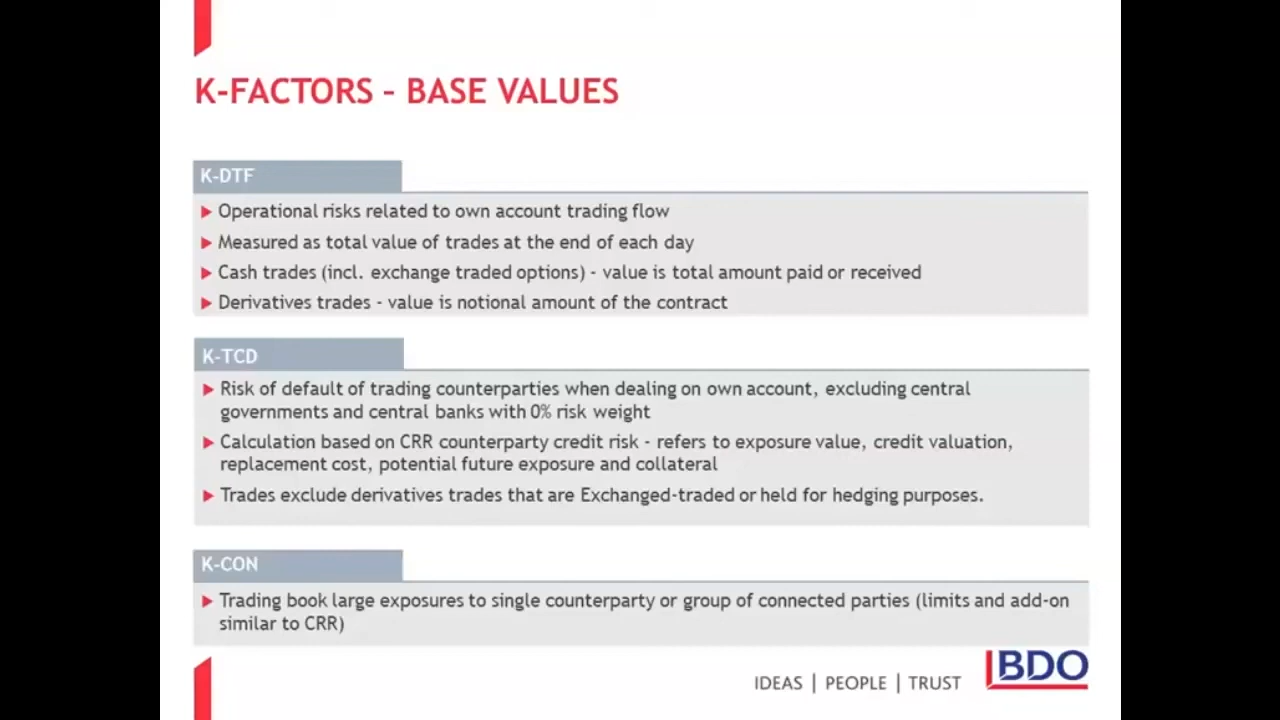 K-FACTORS - BASE VALUES
K-DTF
Operational risks related to own account trading flow
Measured as total value of trades at the end of each day
Cash trades (incl. exchange traded options) - value is total amount paid or received
Derivatives trades - value is notional amount of the contract
K-TCD
Risk of default of trading counterparties when dealing on own account, excluding central
governments and central banks with 0% risk weight
Calculation based on CRR counterparty credit risk - refers to exposure value, credit valuation,
replacement cost, potential future exposure and collateral
Trades exclude derivatives trades that are Exchanged-traded or held for hedging purposes.
K-CON
Trading book large exposures to single counterparty or group of connected parties (limits and add-on
similar to CRR)
IDEAS | PEOPLE | TRUST
BDO